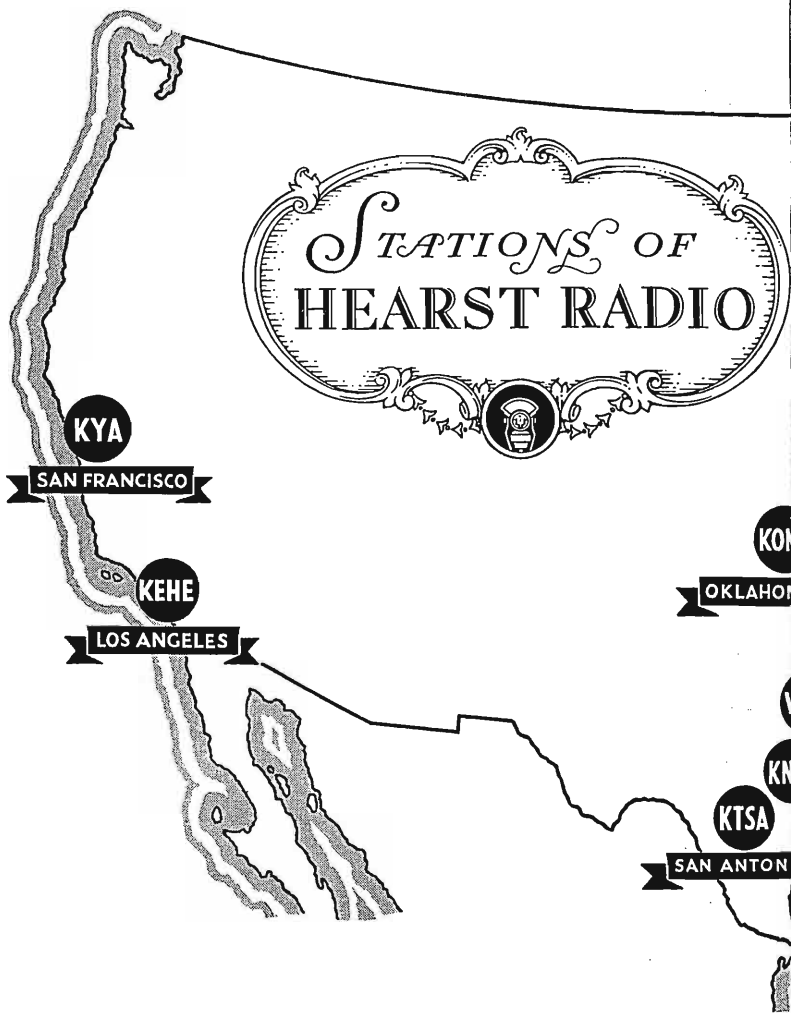 STATIONS OF
HEARST RADIO
KYA
SAN FRANCISCO
KEHE
LOS ANGELES
KTSA